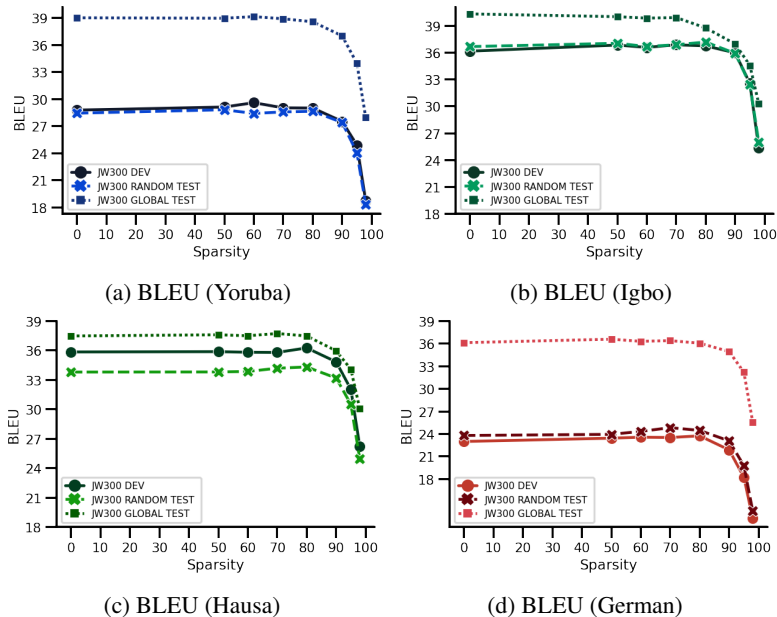 39
36
33
30
27
24
21
18
BLEU
JW300 DEV
JW300 RANDOM TEST
JW300 GLOBAL TEST
0 10 20 30 40 50 60 70 80 90 100
Sparsity
(a) BLEU (Yoruba)
39
36
33
30
27
24
21
18
BLEU
JW300 DEV
JW300 RANDOM TEST
JW300 GLOBAL TEST
0 10 20 30 40 50 60 70 80 90 100
Sparsity
(b) BLEU (Igbo)
39
36
33
30
27
24
21
18
BLEU
JW300 DEV
JW300 RANDOM TEST
JW300 GLOBAL TEST
0 10 20 30 40 50 60 70 80 90 100
Sparsity
(c) BLEU (Hausa)
39
36
33
30
27
24
21
18
BLEU
JW300 DEV
JW300 RANDOM TEST
JW300 GLOBAL TEST
0 10 20 30 40 50 60 70 80 90 100
Sparsity
(d) BLEU (German)